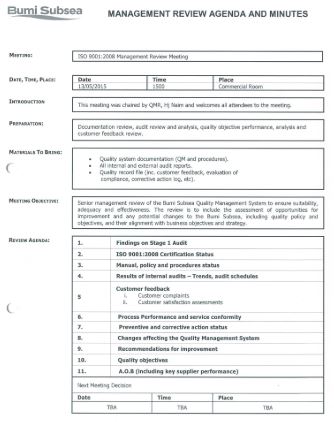 Bumi Subsea
MANAGEMENT REVIEW AGENDA AND MINUTES
MEETING:
ISO 9001:2008 Management Review Meeting
DATE, TIME, PLACE:
Date Time Place
13/05/2015 1500 Commercial Room
INTRODUCTION
This meeting was chaired by QMR, Hj Naim and welcomes all attendees to the meeting.
PREPARATION:
Documentation review, audit review and analysis, quality objective performance, analysis and
customer feedback review.
MATERIALS TO BRING:
• Quality system documentation (QM and procedures).
• All internal and external audit reports.
• Quality record file (inc. customer feedback, evaluation of
compliance, corrective action log, etc).
MEETING OBJECTIVE:
Senior management review of the Bumi Subsea Quality Management System to ensure suitability,
adequacy and effectiveness. The review is to include the assessment of opportunities for
improvement and any potential changes to the Bumi Subsea, including quality policy and
objectives, and their alignment with business objectives and strategy.
REVIEW AGENDA:
1. Findings on Stage 1 Audit
2. ISO 9001:2008 Certification Status
3. Manual, policy and procedures status
4. Results of internal audits – Trends, audit schedules
5 Customer feedback
i. Customer complaints
ii. Customer satisfaction assessments
6. Process Performance and service conformity
7. Preventive and corrective action status
8. Changes affecting the Quality Management System
9. Recommendations for improvement
10. Quality objectives
11. A.O.B (including key supplier performance)
Next Meeting Decision
Date Time Place
TBA TBA TBA